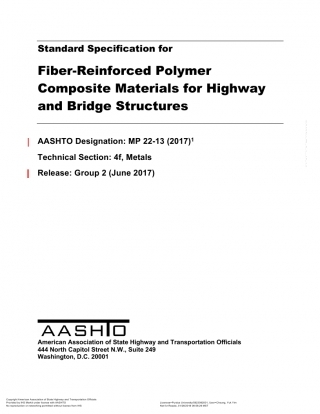 Standard Specification for
Fiber-Reinforced Polymer
Composite Materials for Highway
and Bridge Structures
AASHTO Designation: MP 22-13 (2017)¹
Technical Section: 4f, Metals
Release: Group 2 (June 2017)
AASHTO
American Association of State Highway and Transportation Officials
444 North Capitol Street N.W., Suite 249
Washington, D.C. 20001